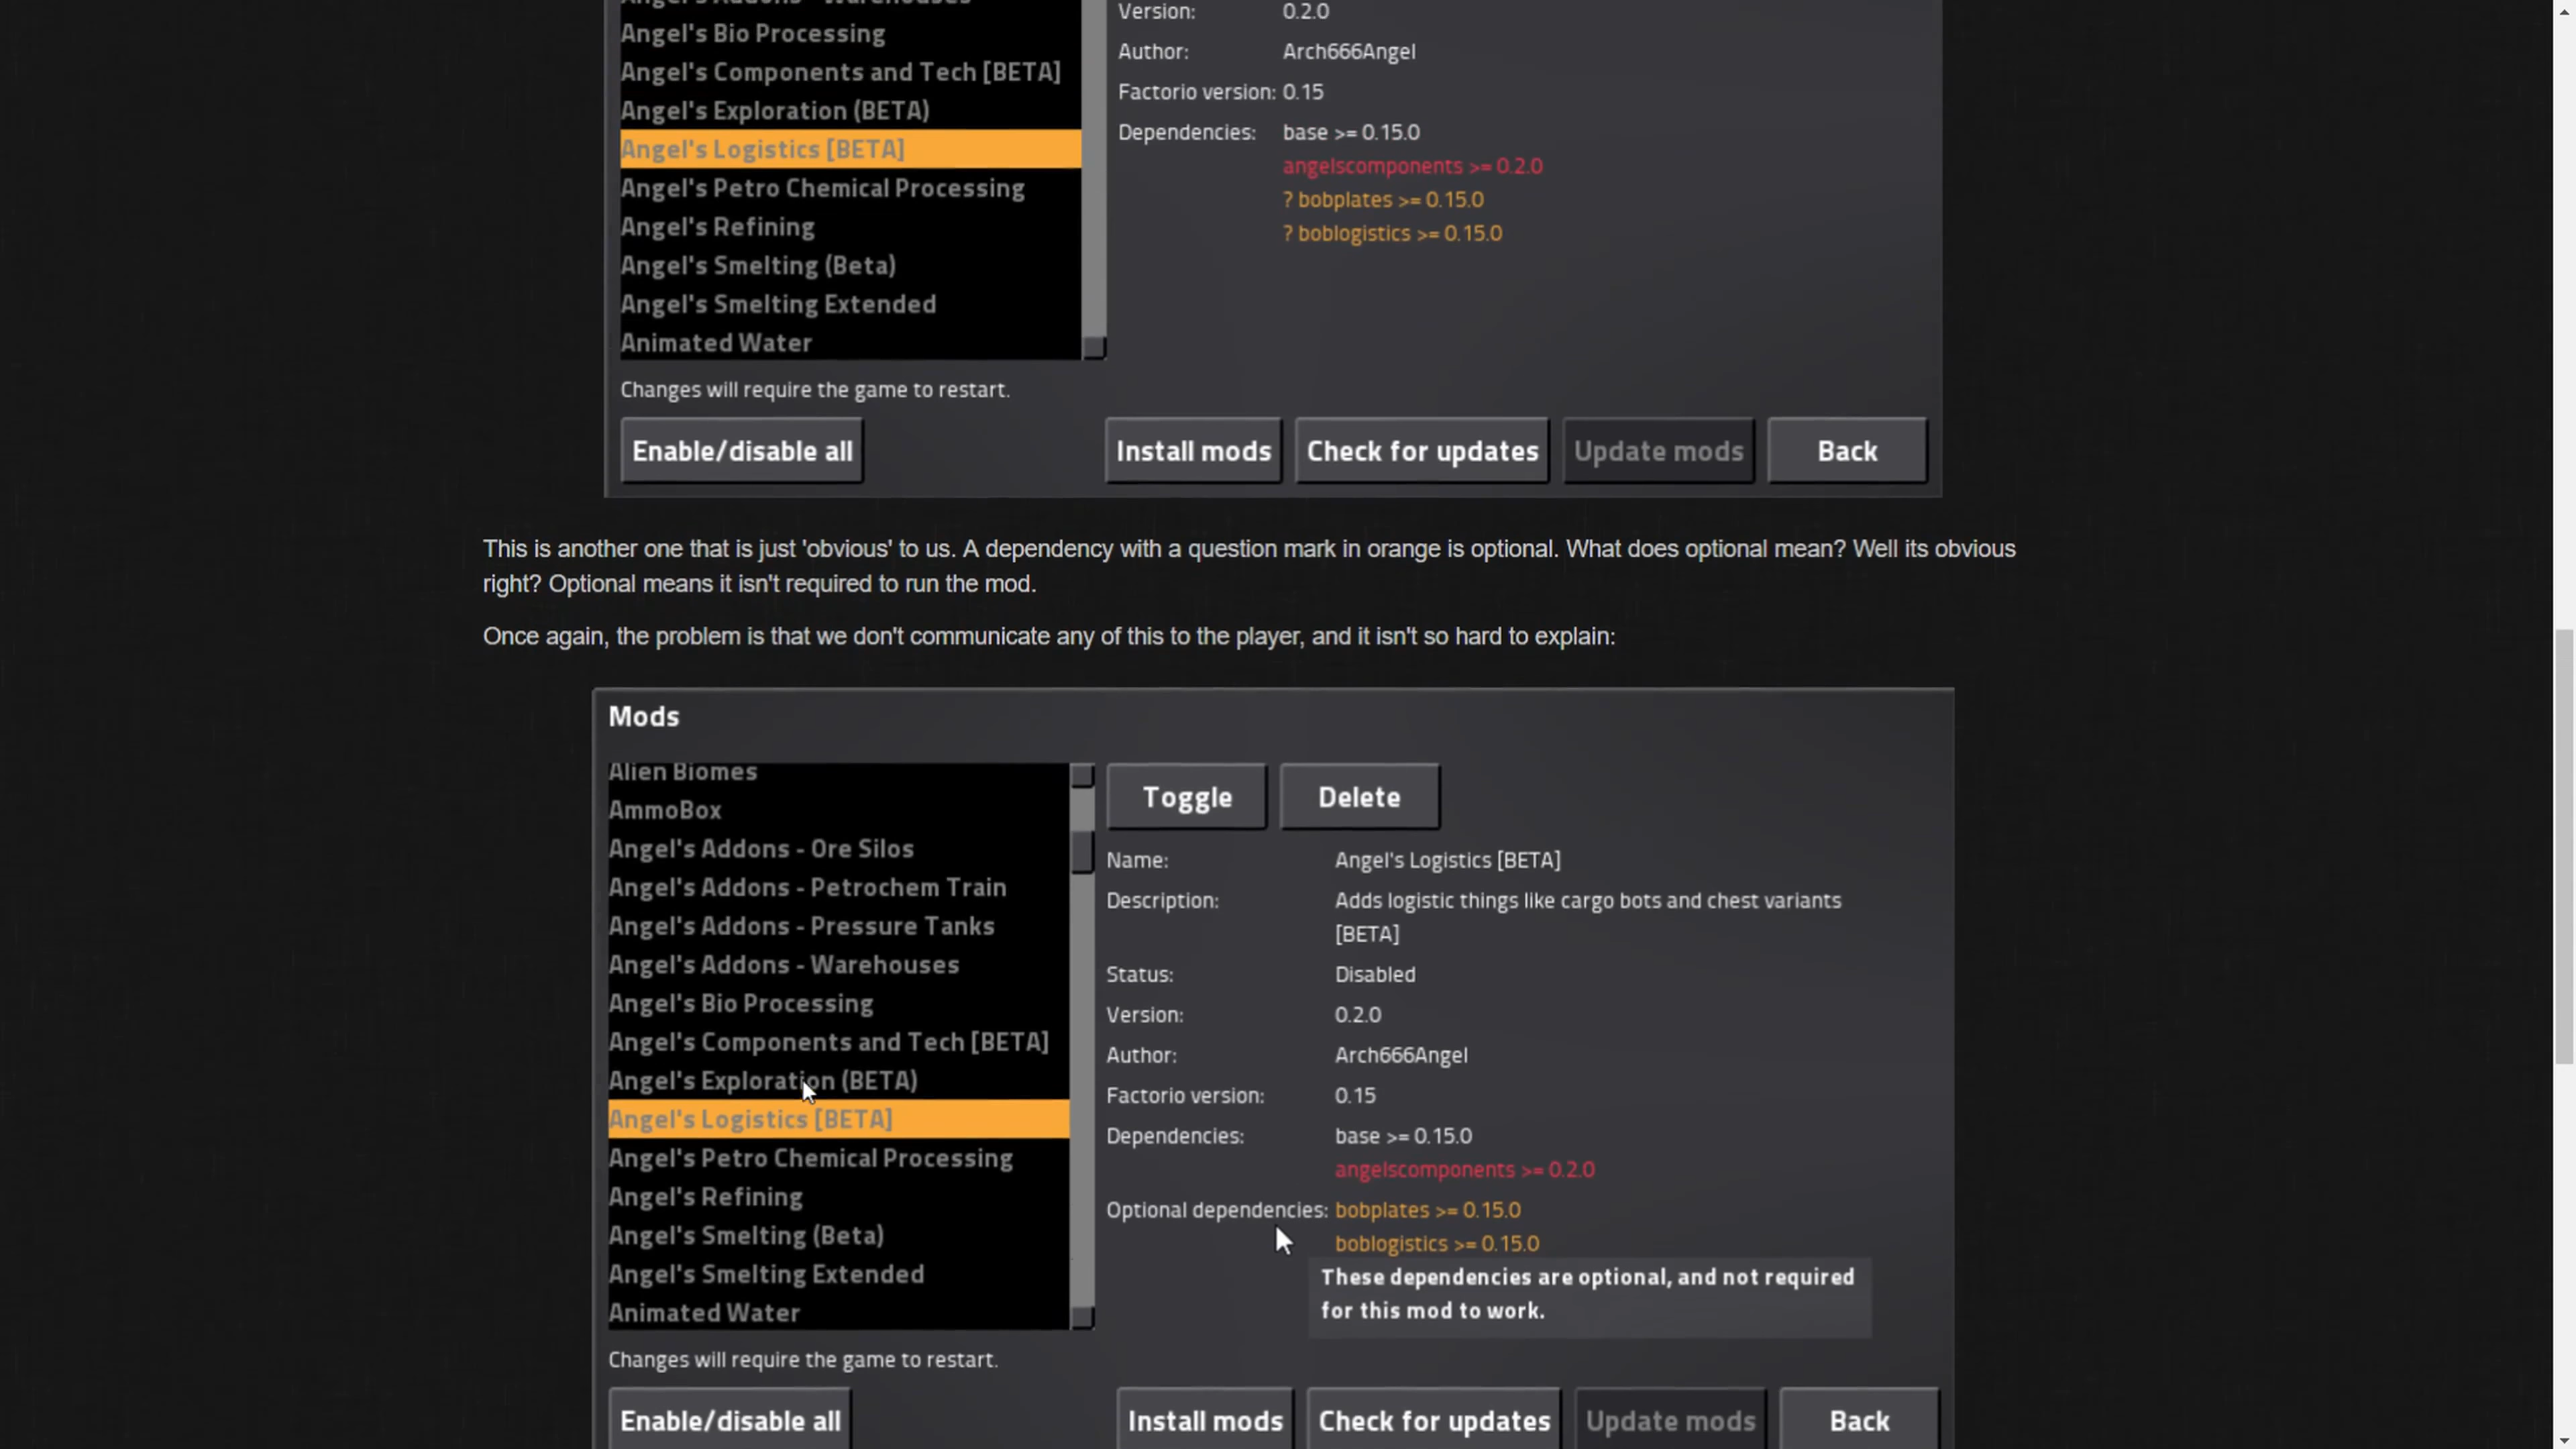 Angel's Addons - Warehouses
Version: 0.2.0
Angel's Bio Processing
Author: Arch666Angel
Angel's Components and Tech [BETA]
Factorio version: 0.15
Angel's Exploration (BETA)
Dependencies: base >= 0.15.0
Angel's Logistics [BETA]
angelscomponents >= 0.2.0
Angel's Petro Chemical Processing
? bobplates >= 0.15.0
Angel's Refining
? boblogistics >= 0.15.0
Angel's Smelting (Beta)
Angel's Smelting Extended
Animated Water
Changes will require the game to restart.
Enable/disable all Install mods Check for updates Update mods Back
This is another one that is just 'obvious' to us. A dependency with a question mark in orange is optional. What does optional mean? Well its obvious
right? Optional means it isn't required to run the mod.
Once again, the problem is that we don't communicate any of this to the player, and it isn't so hard to explain:
Mods
Alien Biomes
AmmoBox
Angel's Addons - Ore Silos
Angel's Addons - Petrochem Train
Angel's Addons - Pressure Tanks
Angel's Addons - Warehouses
Angel's Bio Processing
Angel's Components and Tech [BETA]
Angel's Exploration (BETA)
Angel's Logistics [BETA]
Angel's Petro Chemical Processing
Angel's Refining
Angel's Smelting (Beta)
Angel's Smelting Extended
Animated Water
Toggle Delete
Name: Angel's Logistics [BETA]
Description: Adds logistic things like cargo bots and chest variants
[BETA]
Status: Disabled
Version: 0.2.0
Author: Arch666Angel
Factorio version: 0.15
Dependencies: base >= 0.15.0
angelscomponents >= 0.2.0
Optional dependencies: bobplates >= 0.15.0
boblogistics >= 0.15.0
These dependencies are optional, and not required
for this mod to work.
Changes will require the game to restart.
Enable/disable all Install mods Check for updates Update mods Back